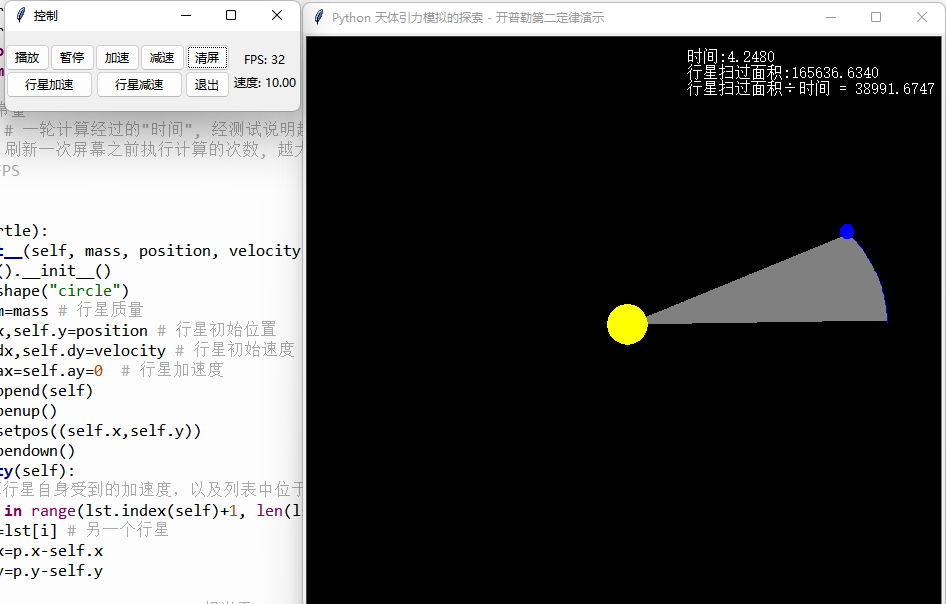 控制
播放 暂停 加速 减速 清屏 FPS: 32
行星加速 行星减速 退出 速度: 10.00
Python 天体引力模拟的探索 - 开普勒第二定律演示
时间:4.2480
行星扫过面积:165636.6340
行星扫过面积÷时间 = 38991.6747
# 一轮计算经过的"时间", 经测试说明
刷新一次屏幕之前执行计算的次数, 越
FPS
rtle):
t__(self, mass, position, velocity
().__init__()
shape("circle")
m=mass # 行星质量
x,self.y=position # 行星初始位置
dx,self.dy=velocity # 行星初始速度
ax=self.ay=0 # 行星加速度
ppend(self)
penup()
setpos((self.x,self.y))
pendown()
ty(self):
行星自身受到的加速度, 以及列表中位于
in range(lst.index(self)+1, len(l
=lst[i] # 另一个行星
x=p.x-self.x
y=p.y-self.y